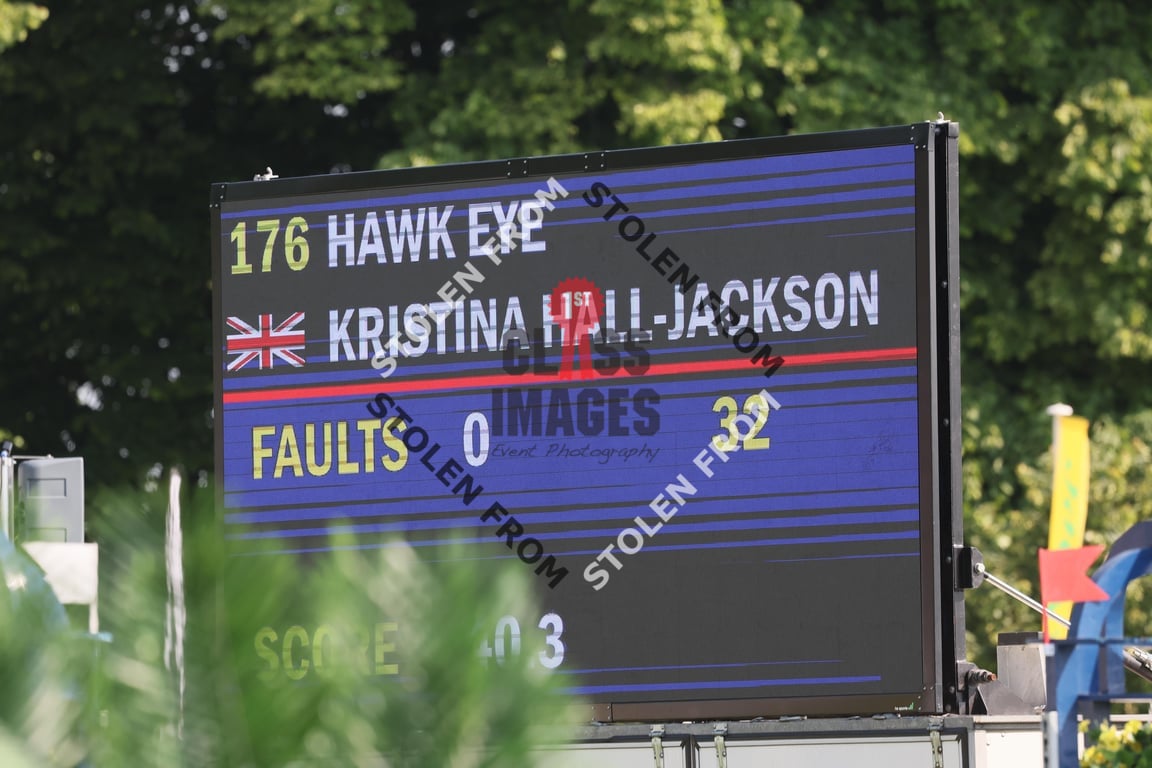 176 HAWK EYE
KRISTINA HALL-JACKSON
FAULTS 0 32
SCORE 40.3
STOLEN FROM
STOLEN FROM
STOLEN FROM
STOLEN FROM
1ST
CLASS
IMAGES
Event Photography